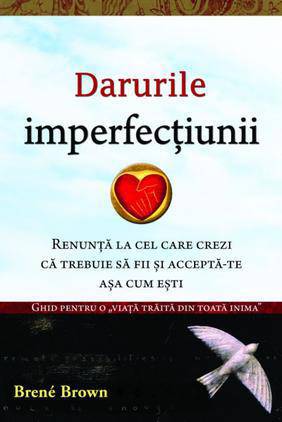 Darurile
imperfecțiunii
Renunță la cel care crezi
că trebuie să fii și acceptă-te
așa cum ești
Ghid pentru o „viață trăită din toată inima”
Brené Brown